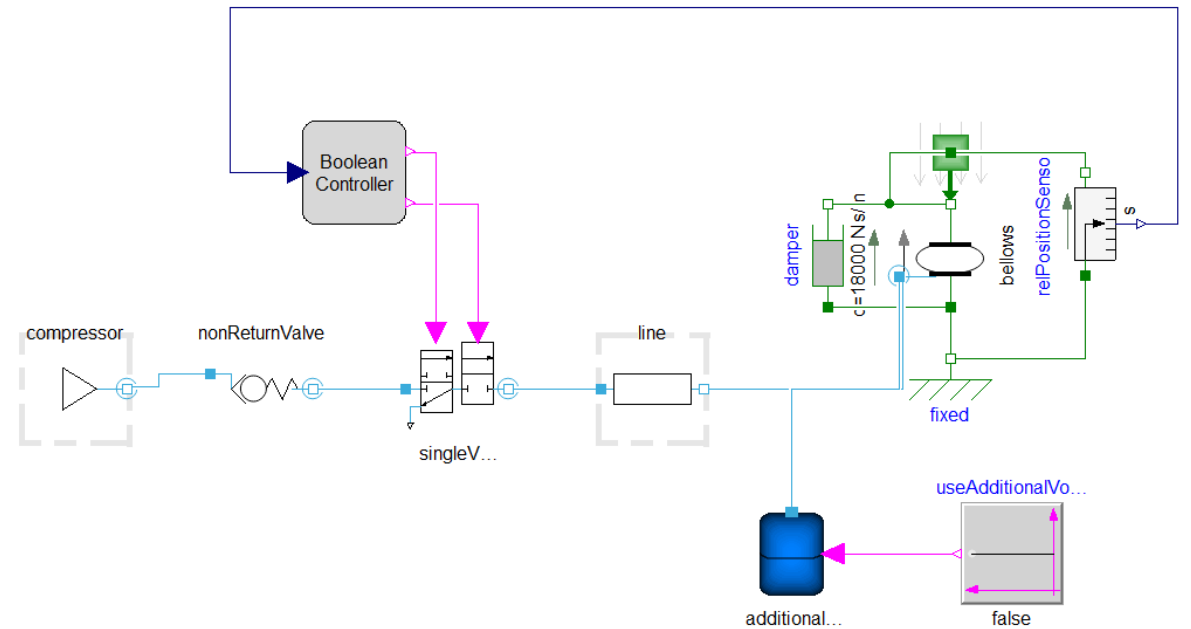 Boolean
Controller
s
relPositionSenso
bellows
damper
c=18000 Ns/
compressor
nonReturnValve
line
fixed
singleV...
useAdditionalVo...
additional...
false